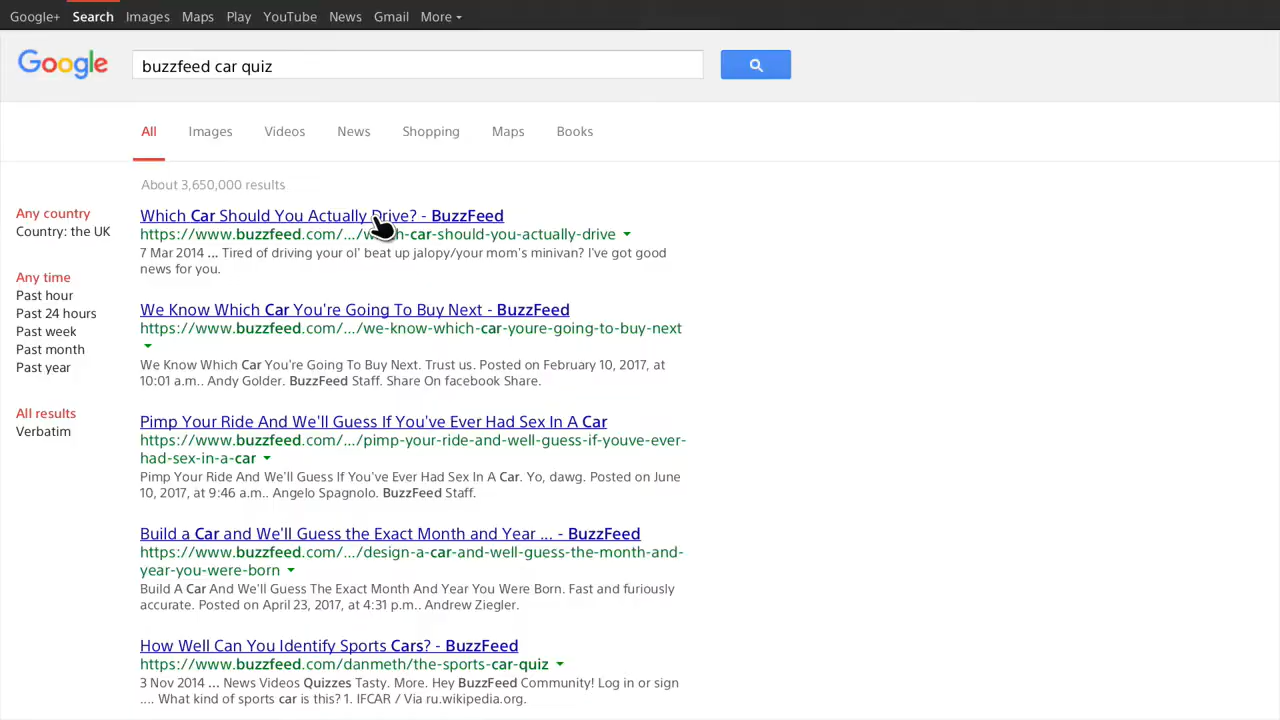 Google+ Search Images Maps Play YouTube News Gmail More
Google
buzzfeed car quiz
All Images Videos News Shopping Maps Books
About 3,650,000 results
Any country
Country: the UK
Any time
Past hour
Past 24 hours
Past week
Past month
Past year
All results
Verbatim
Which Car Should You Actually Drive? - BuzzFeed
https://www.buzzfeed.com/.../which-car-should-you-actually-drive
7 Mar 2014 ... Tired of driving your ol' beat up jalopy/your mom's minivan? I've got good
news for you.
We Know Which Car You're Going To Buy Next - BuzzFeed
https://www.buzzfeed.com/.../we-know-which-car-youre-going-to-buy-next
We Know Which Car You're Going To Buy Next. Trust us. Posted on February 10, 2017, at
10:01 a.m.. Andy Golder. BuzzFeed Staff. Share On facebook Share.
Pimp Your Ride And We'll Guess If You've Ever Had Sex In A Car
https://www.buzzfeed.com/.../pimp-your-ride-and-well-guess-if-youve-ever-
had-sex-in-a-car
Pimp Your Ride And We'll Guess If You've Ever Had Sex In A Car. Yo, dawg. Posted on June
10, 2017, at 9:46 a.m.. Angelo Spagnolo. BuzzFeed Staff.
Build a Car and We'll Guess the Exact Month and Year ... - BuzzFeed
https://www.buzzfeed.com/.../design-a-car-and-well-guess-the-month-and-
year-you-were-born
Build A Car And We'll Guess The Exact Month And Year You Were Born. Fast and furiously
accurate. Posted on April 23, 2017, at 4:31 p.m.. Andrew Ziegler.
How Well Can You Identify Sports Cars? - BuzzFeed
https://www.buzzfeed.com/danmeth/the-sports-car-quiz
3 Nov 2014 ... News Videos Quizzes Tasty. More. Hey BuzzFeed Community! Log in or sign
.... What kind of sports car is this? 1. IFCAR / Via ru.wikipedia.org.